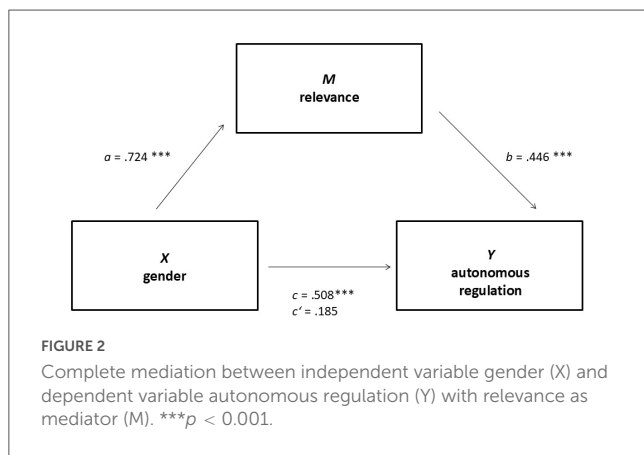 M
relevance
a = .724 ***
b = .446 ***
X
gender
Y
autonomous
regulation
c = .508***
c' = .185
FIGURE 2
Complete mediation between independent variable gender (X) and
dependent variable autonomous regulation (Y) with relevance as
mediator (M). ***p < 0.001.